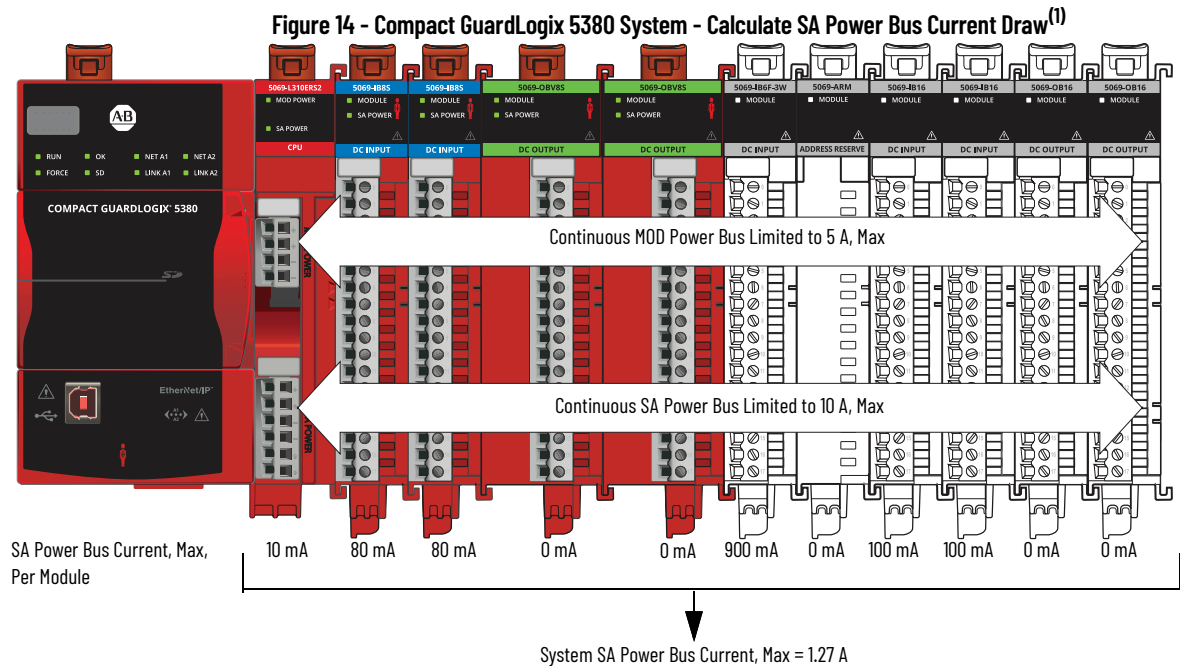 Figure 14 - Compact GuardLogix 5380 System - Calculate SA Power Bus Current Draw(1)
5069-L310ERS2 5069-IB8S 5069-IB8S 5069-OBV8S 5069-OBV8S 5069-IB6F-3W 5069-ARM 5069-IB16 5069-IB16 5069-OB16 5069-OB16
MOD POWER MODULE MODULE MODULE MODULE MODULE MODULE MODULE MODULE MODULE MODULE
SA POWER SA POWER SA POWER SA POWER SA POWER
CPU DC INPUT DC INPUT DC OUTPUT DC OUTPUT DC INPUT ADDRESS RESERVE DC INPUT DC INPUT DC OUTPUT DC OUTPUT
AB
RUN OK NET A1 NET A2
FORCE SD LINK A1 LINK A2
COMPACT GUARDLOGIX® 5380
SD
EtherNet/IP™
A1
A2
POWER
POWER
Continuous MOD Power Bus Limited to 5 A, Max
Continuous SA Power Bus Limited to 10 A, Max
SA Power Bus Current, Max,
Per Module
10 mA 80 mA 80 mA 0 mA 0 mA 900 mA 0 mA 100 mA 100 mA 0 mA 0 mA
System SA Power Bus Current, Max = 1.27 A